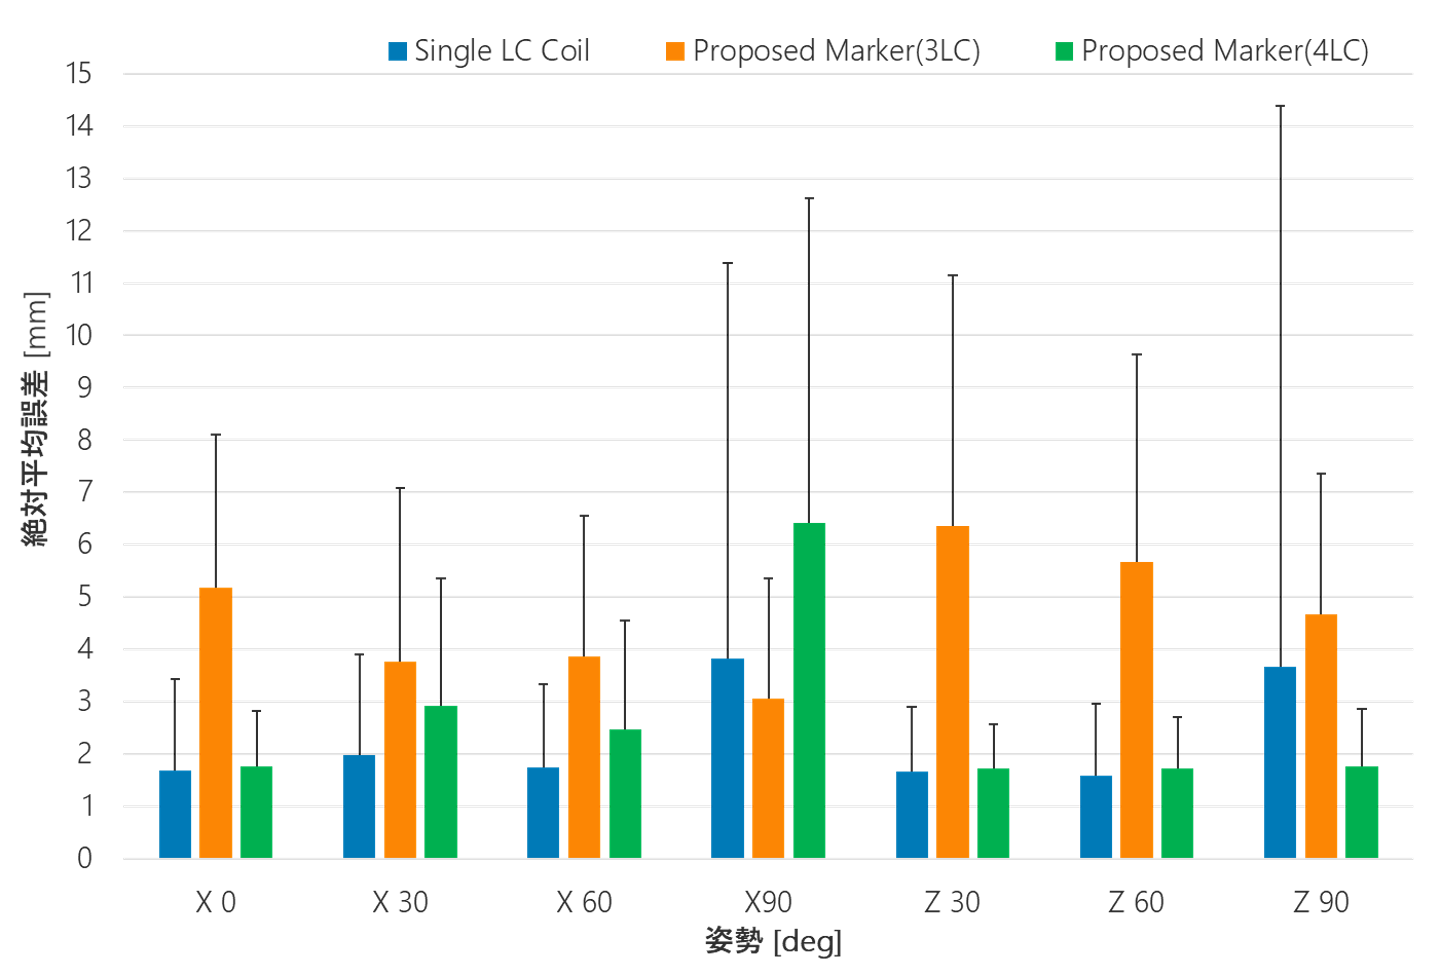 Single LC Coil
Proposed Marker(3LC)
Proposed Marker(4LC)
15
14
13
12
11
10
9
8
7
6
5
4
3
2
1
0
絶対平均誤差 [mm]
X 0
X 30
X 60
X90
Z 30
Z 60
Z 90
姿勢 [deg]